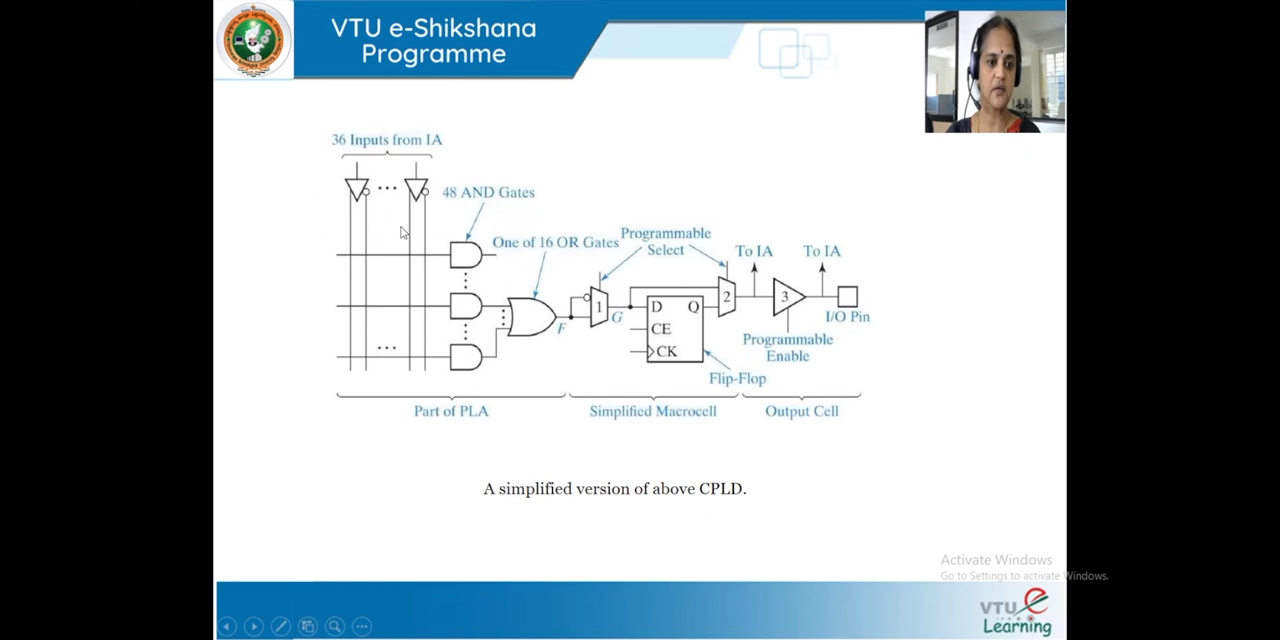 VTU e-Shikshana
Programme
36 Inputs from IA
48 AND Gates
One of 16 OR Gates
Programmable
Select
To IA
To IA
1
2
3
F
G
D
Q
CE
CK
I/O Pin
Programmable
Enable
Flip-Flop
Part of PLA
Simplified Macrocell
Output Cell
A simplified version of above CPLD.
Activate Windows
Go to Settings to activate Windows.
VTU e
Learning